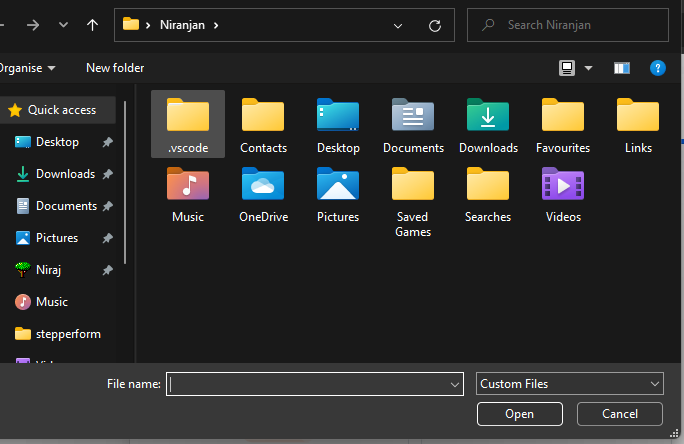 Niranjan
Search Niranjan
Organise
New folder
Quick access
Desktop
Downloads
Documents
Pictures
Niraj
Music
stepperform
.vscode
Contacts
Desktop
Documents
Downloads
Favourites
Links
Music
OneDrive
Pictures
Saved
Games
Searches
Videos
File name:
Custom Files
Open
Cancel